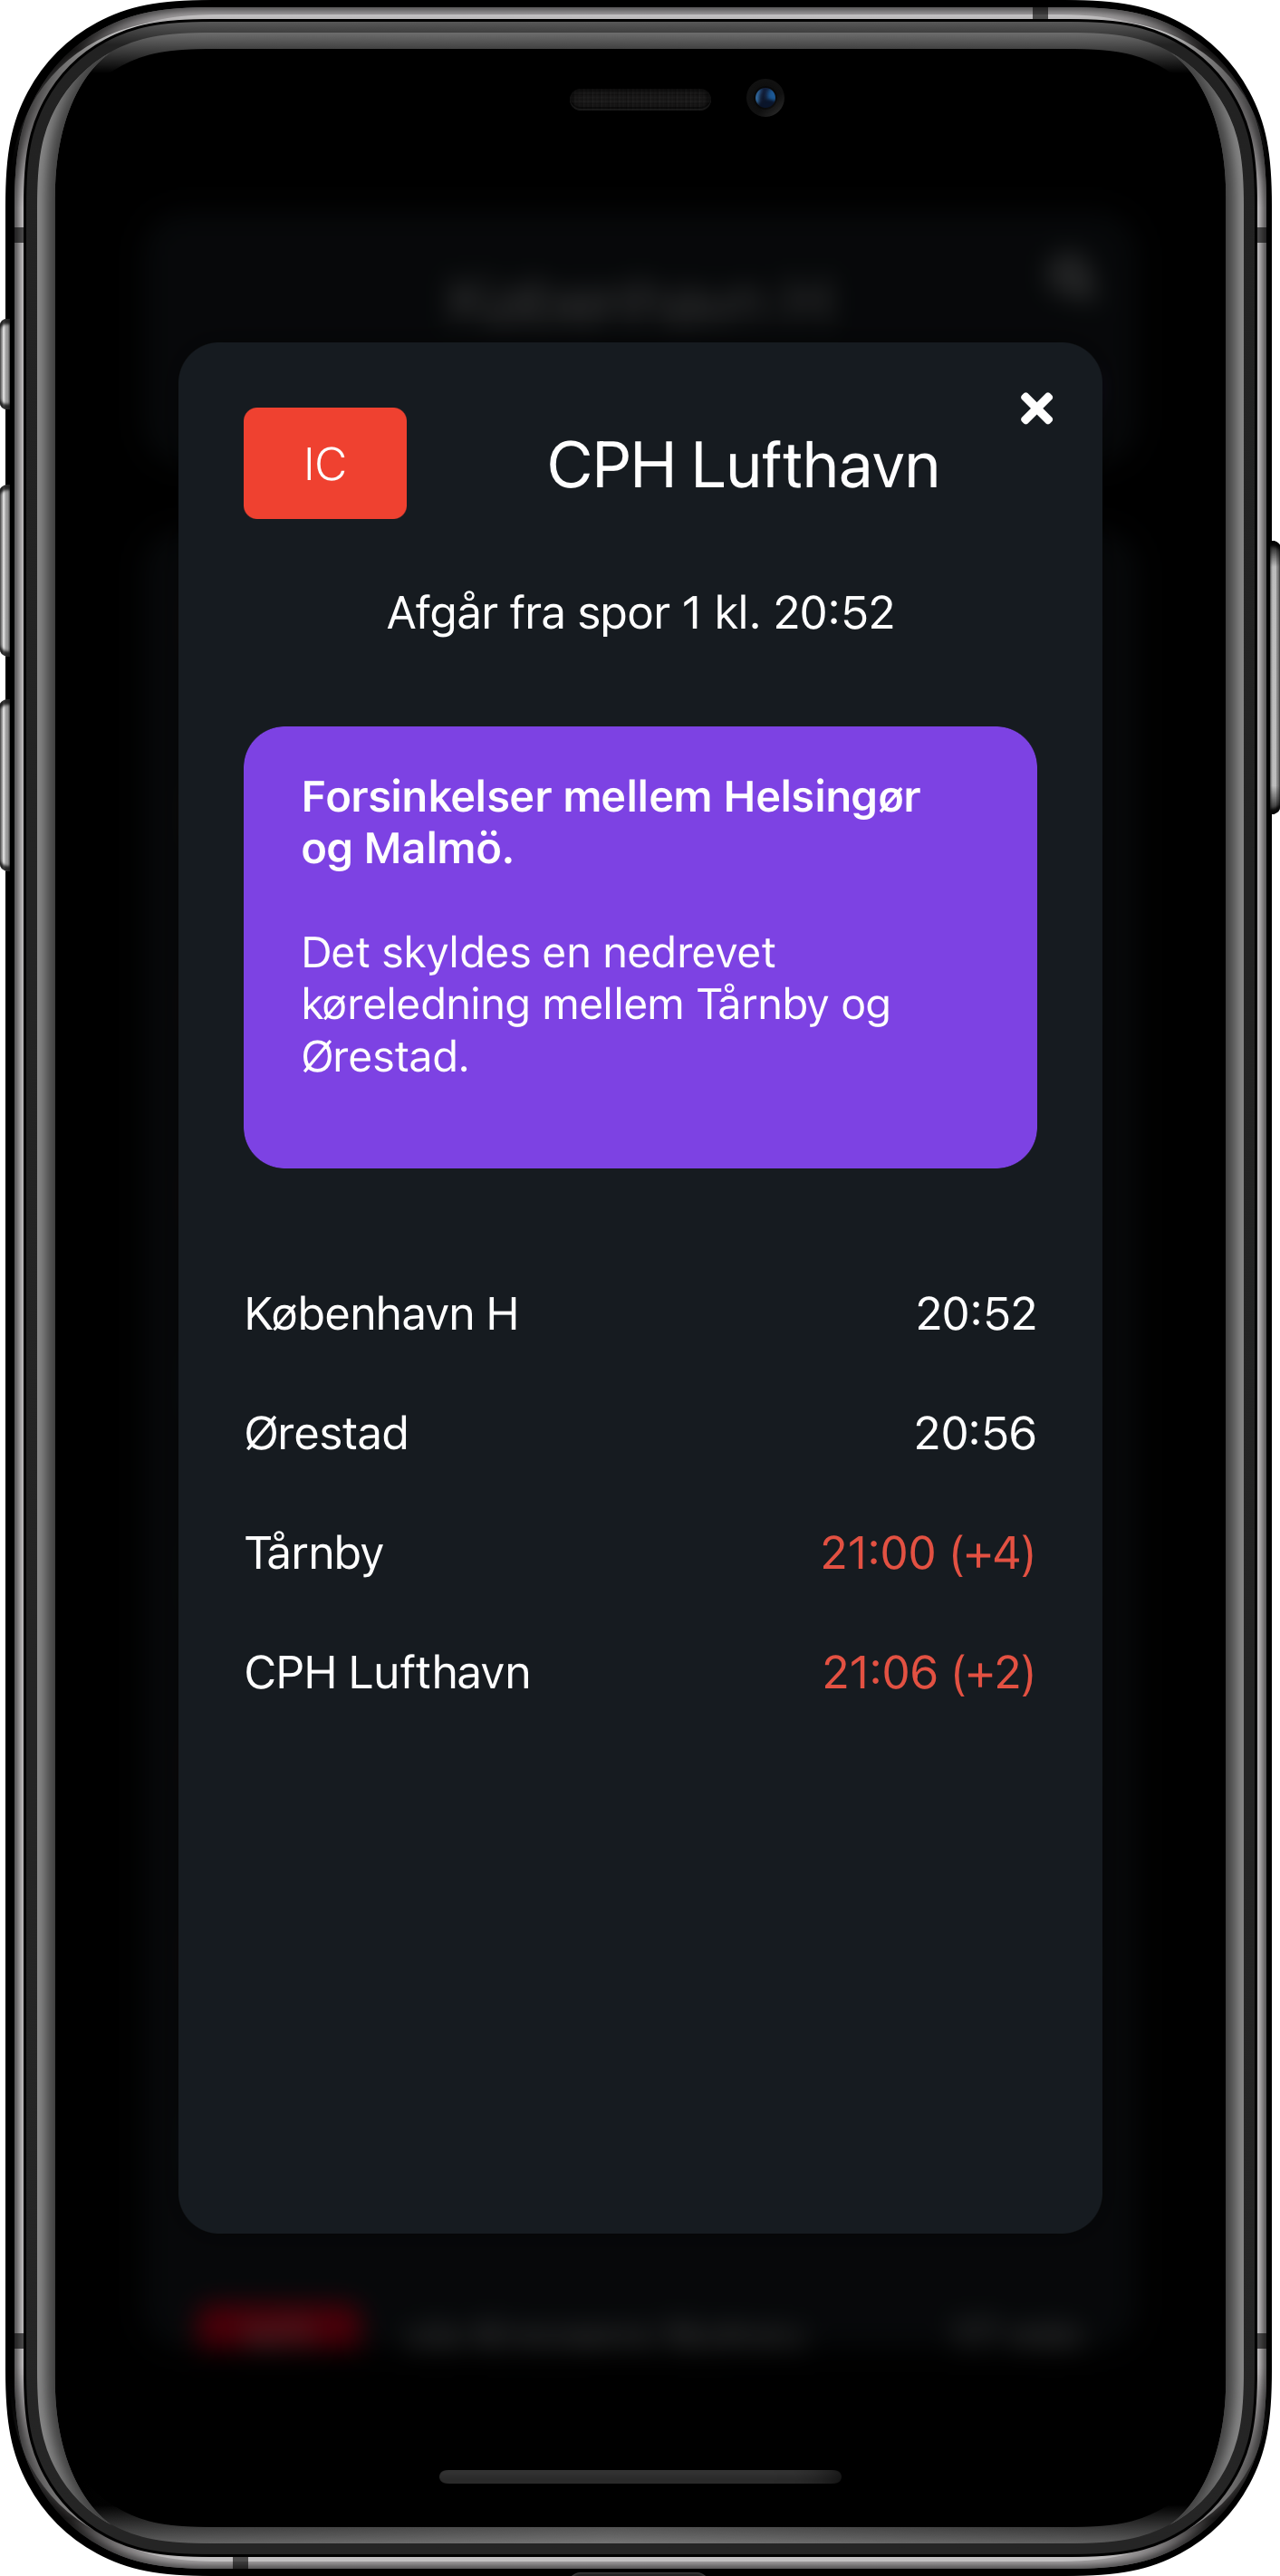 København H
IC
CPH Lufthavn
Afgår fra spor 1 kl. 20:52
Forsinkelser mellem Helsingør
og Malmö.
Det skyldes en nedrevet
køreledning mellem Tårnby og
Ørestad.
København H 20:52
Ørestad 20:56
Tårnby 21:00 (+4)
CPH Lufthavn 21:06 (+2)